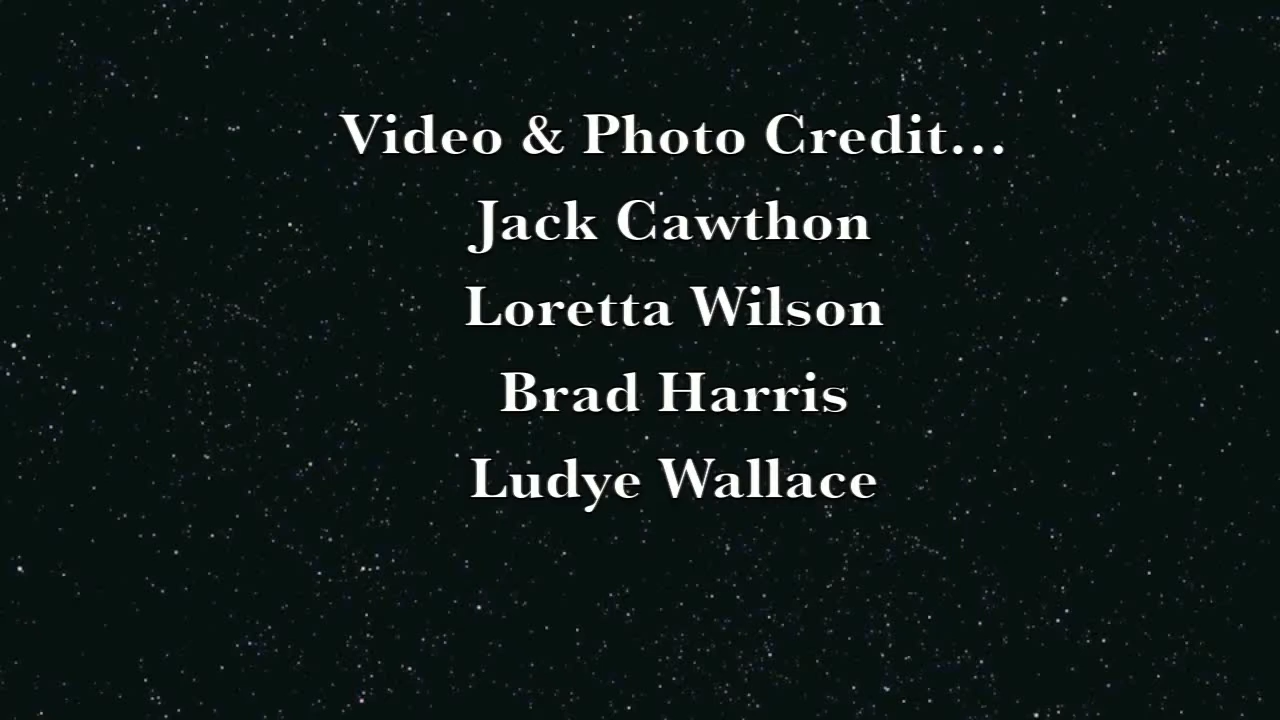 Video & Photo Credit...
Jack Cawthon
Loretta Wilson
Brad Harris
Ludye Wallace